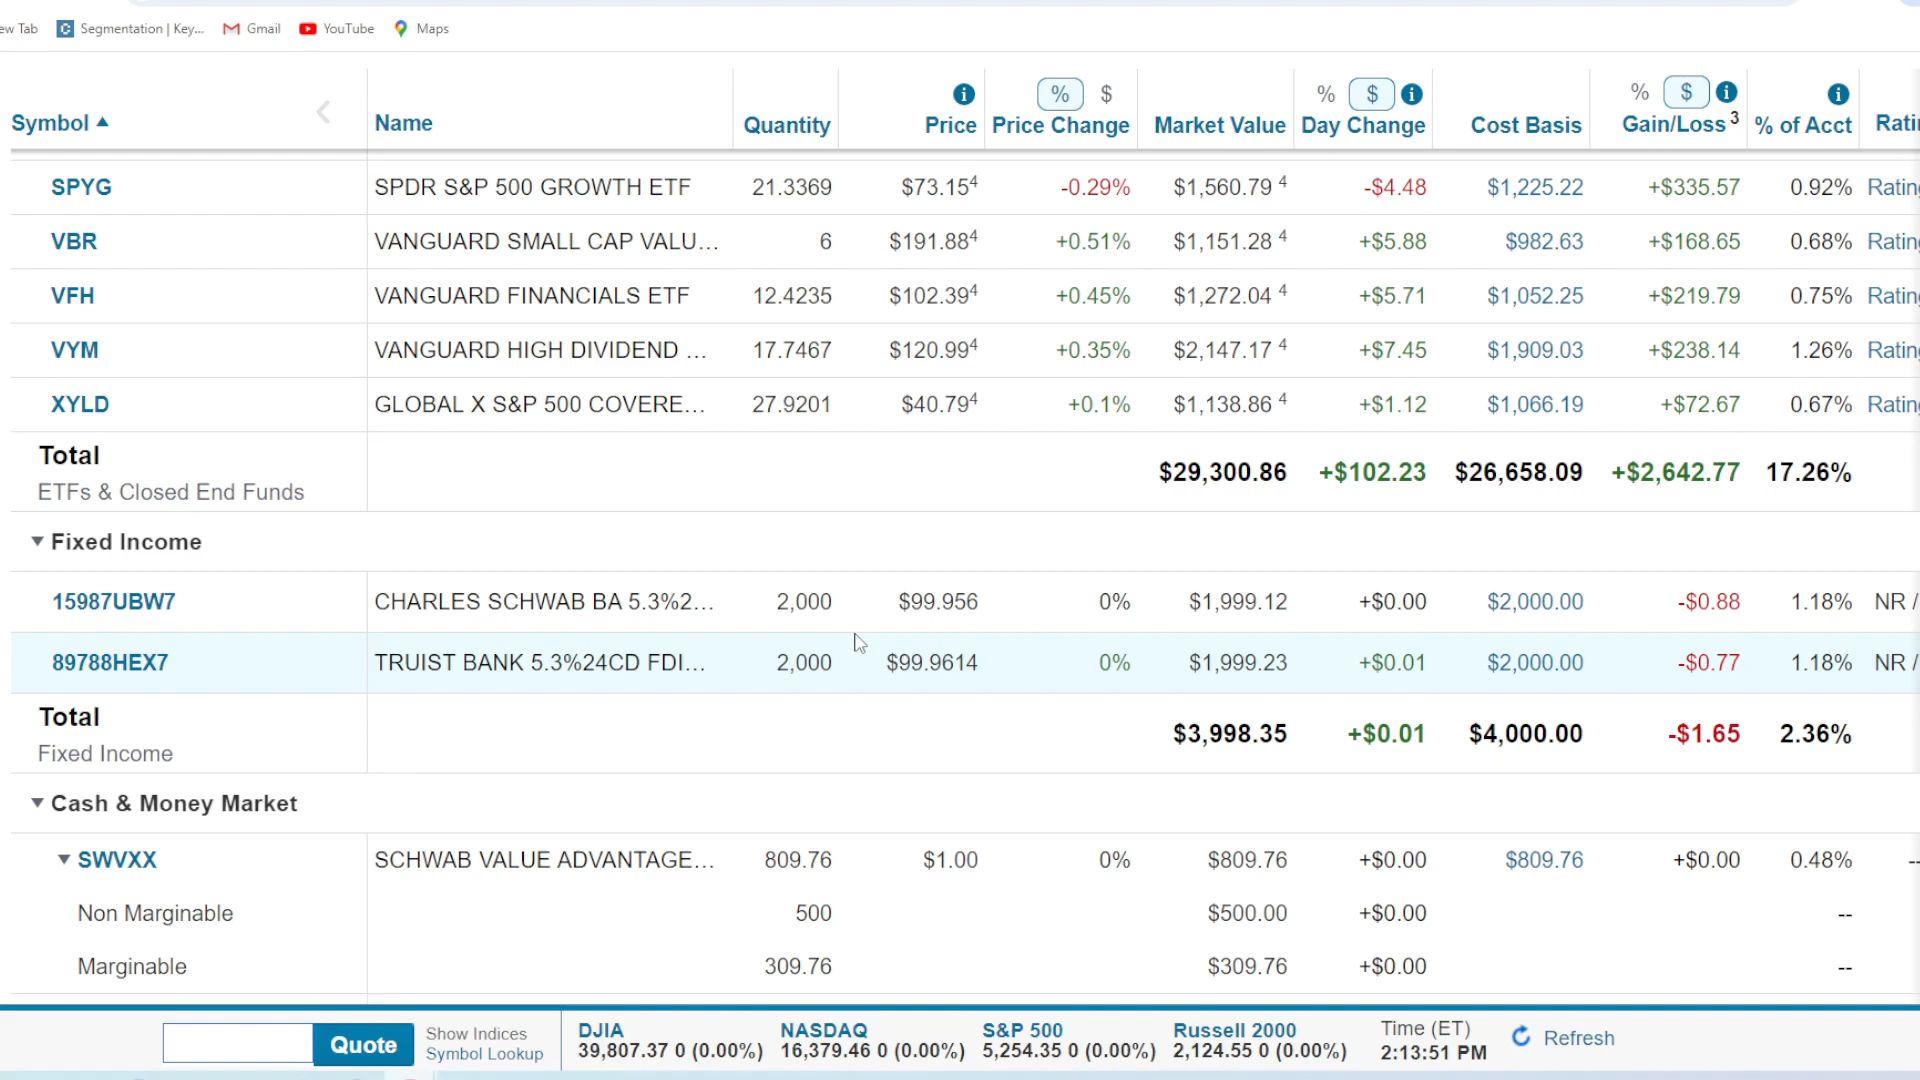 ew Tab Segmentation | Key... Gmail YouTube Maps
% $ % $ % $
Symbol Name Quantity Price Price Change Market Value Day Change Cost Basis Gain/Loss 3 % of Acct Ratin
SPYG SPDR S&P 500 GROWTH ETF 21.3369 $73.15 4 -0.29% $1,560.79 4 -$4.48 $1,225.22 +$335.57 0.92% Rating
VBR VANGUARD SMALL CAP VALU... 6 $191.88 4 +0.51% $1,151.28 4 +$5.88 $982.63 +$168.65 0.68% Rating
VFH VANGUARD FINANCIALS ETF 12.4235 $102.39 4 +0.45% $1,272.04 4 +$5.71 $1,052.25 +$219.79 0.75% Rating
VYM VANGUARD HIGH DIVIDEND ... 17.7467 $120.99 4 +0.35% $2,147.17 4 +$7.45 $1,909.03 +$238.14 1.26% Rating
XYLD GLOBAL X S&P 500 COVERE... 27.9201 $40.79 4 +0.1% $1,138.86 4 +$1.12 $1,066.19 +$72.67 0.67% Rating
Total
ETFs & Closed End Funds $29,300.86 +$102.23 $26,658.09 +$2,642.77 17.26%
Fixed Income
15987UBW7 CHARLES SCHWAB BA 5.3%2... 2,000 $99.956 0% $1,999.12 +$0.00 $2,000.00 -$0.88 1.18% NR /
89788HEX7 TRUIST BANK 5.3%24CD FDI... 2,000 $99.9614 0% $1,999.23 +$0.01 $2,000.00 -$0.77 1.18% NR /
Total
Fixed Income $3,998.35 +$0.01 $4,000.00 -$1.65 2.36%
Cash & Money Market
SWVXX SCHWAB VALUE ADVANTAGE... 809.76 $1.00 0% $809.76 +$0.00 $809.76 +$0.00 0.48% --
Non Marginable 500 $500.00 +$0.00 --
Marginable 309.76 $309.76 +$0.00 --
Quote
Show Indices
Symbol Lookup
DJIA NASDAQ S&P 500 Russell 2000 Time (ET)
39,807.37 0 (0.00%) 16,379.46 0 (0.00%) 5,254.35 0 (0.00%) 2,124.55 0 (0.00%) 2:13:51 PM
Refresh